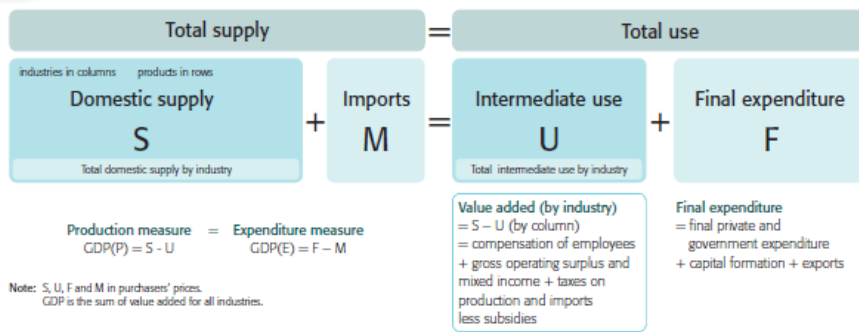 Total supply = Total use
industries in columns products in rows
Domestic supply
S
Total domestic supply by industry
+
Imports
M
=
Intermediate use
U
Total intermediate use by industry
+
Final expenditure
F
Production measure = Expenditure measure
GDP(P) = S - U GDP(E) = F – M
Note: S, U, F and M in purchasers' prices.
GDP is the sum of value added for all industries.
Value added (by industry)
= S – U (by column)
= compensation of employees
+ gross operating surplus and
mixed income + taxes on
production and imports
less subsidies
Final expenditure
= final private and
government expenditure
+ capital formation + exports